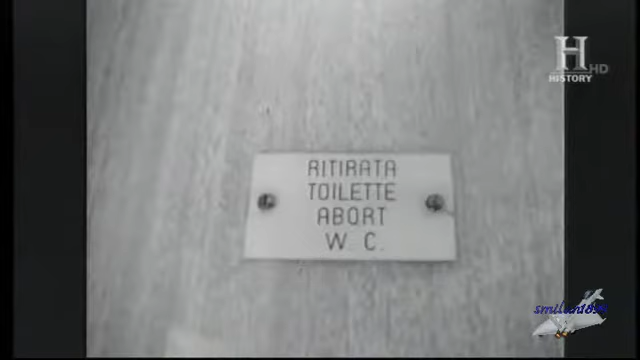 H HD
HISTORY
RITIRATA
TOILETTE
ABORT
W C.